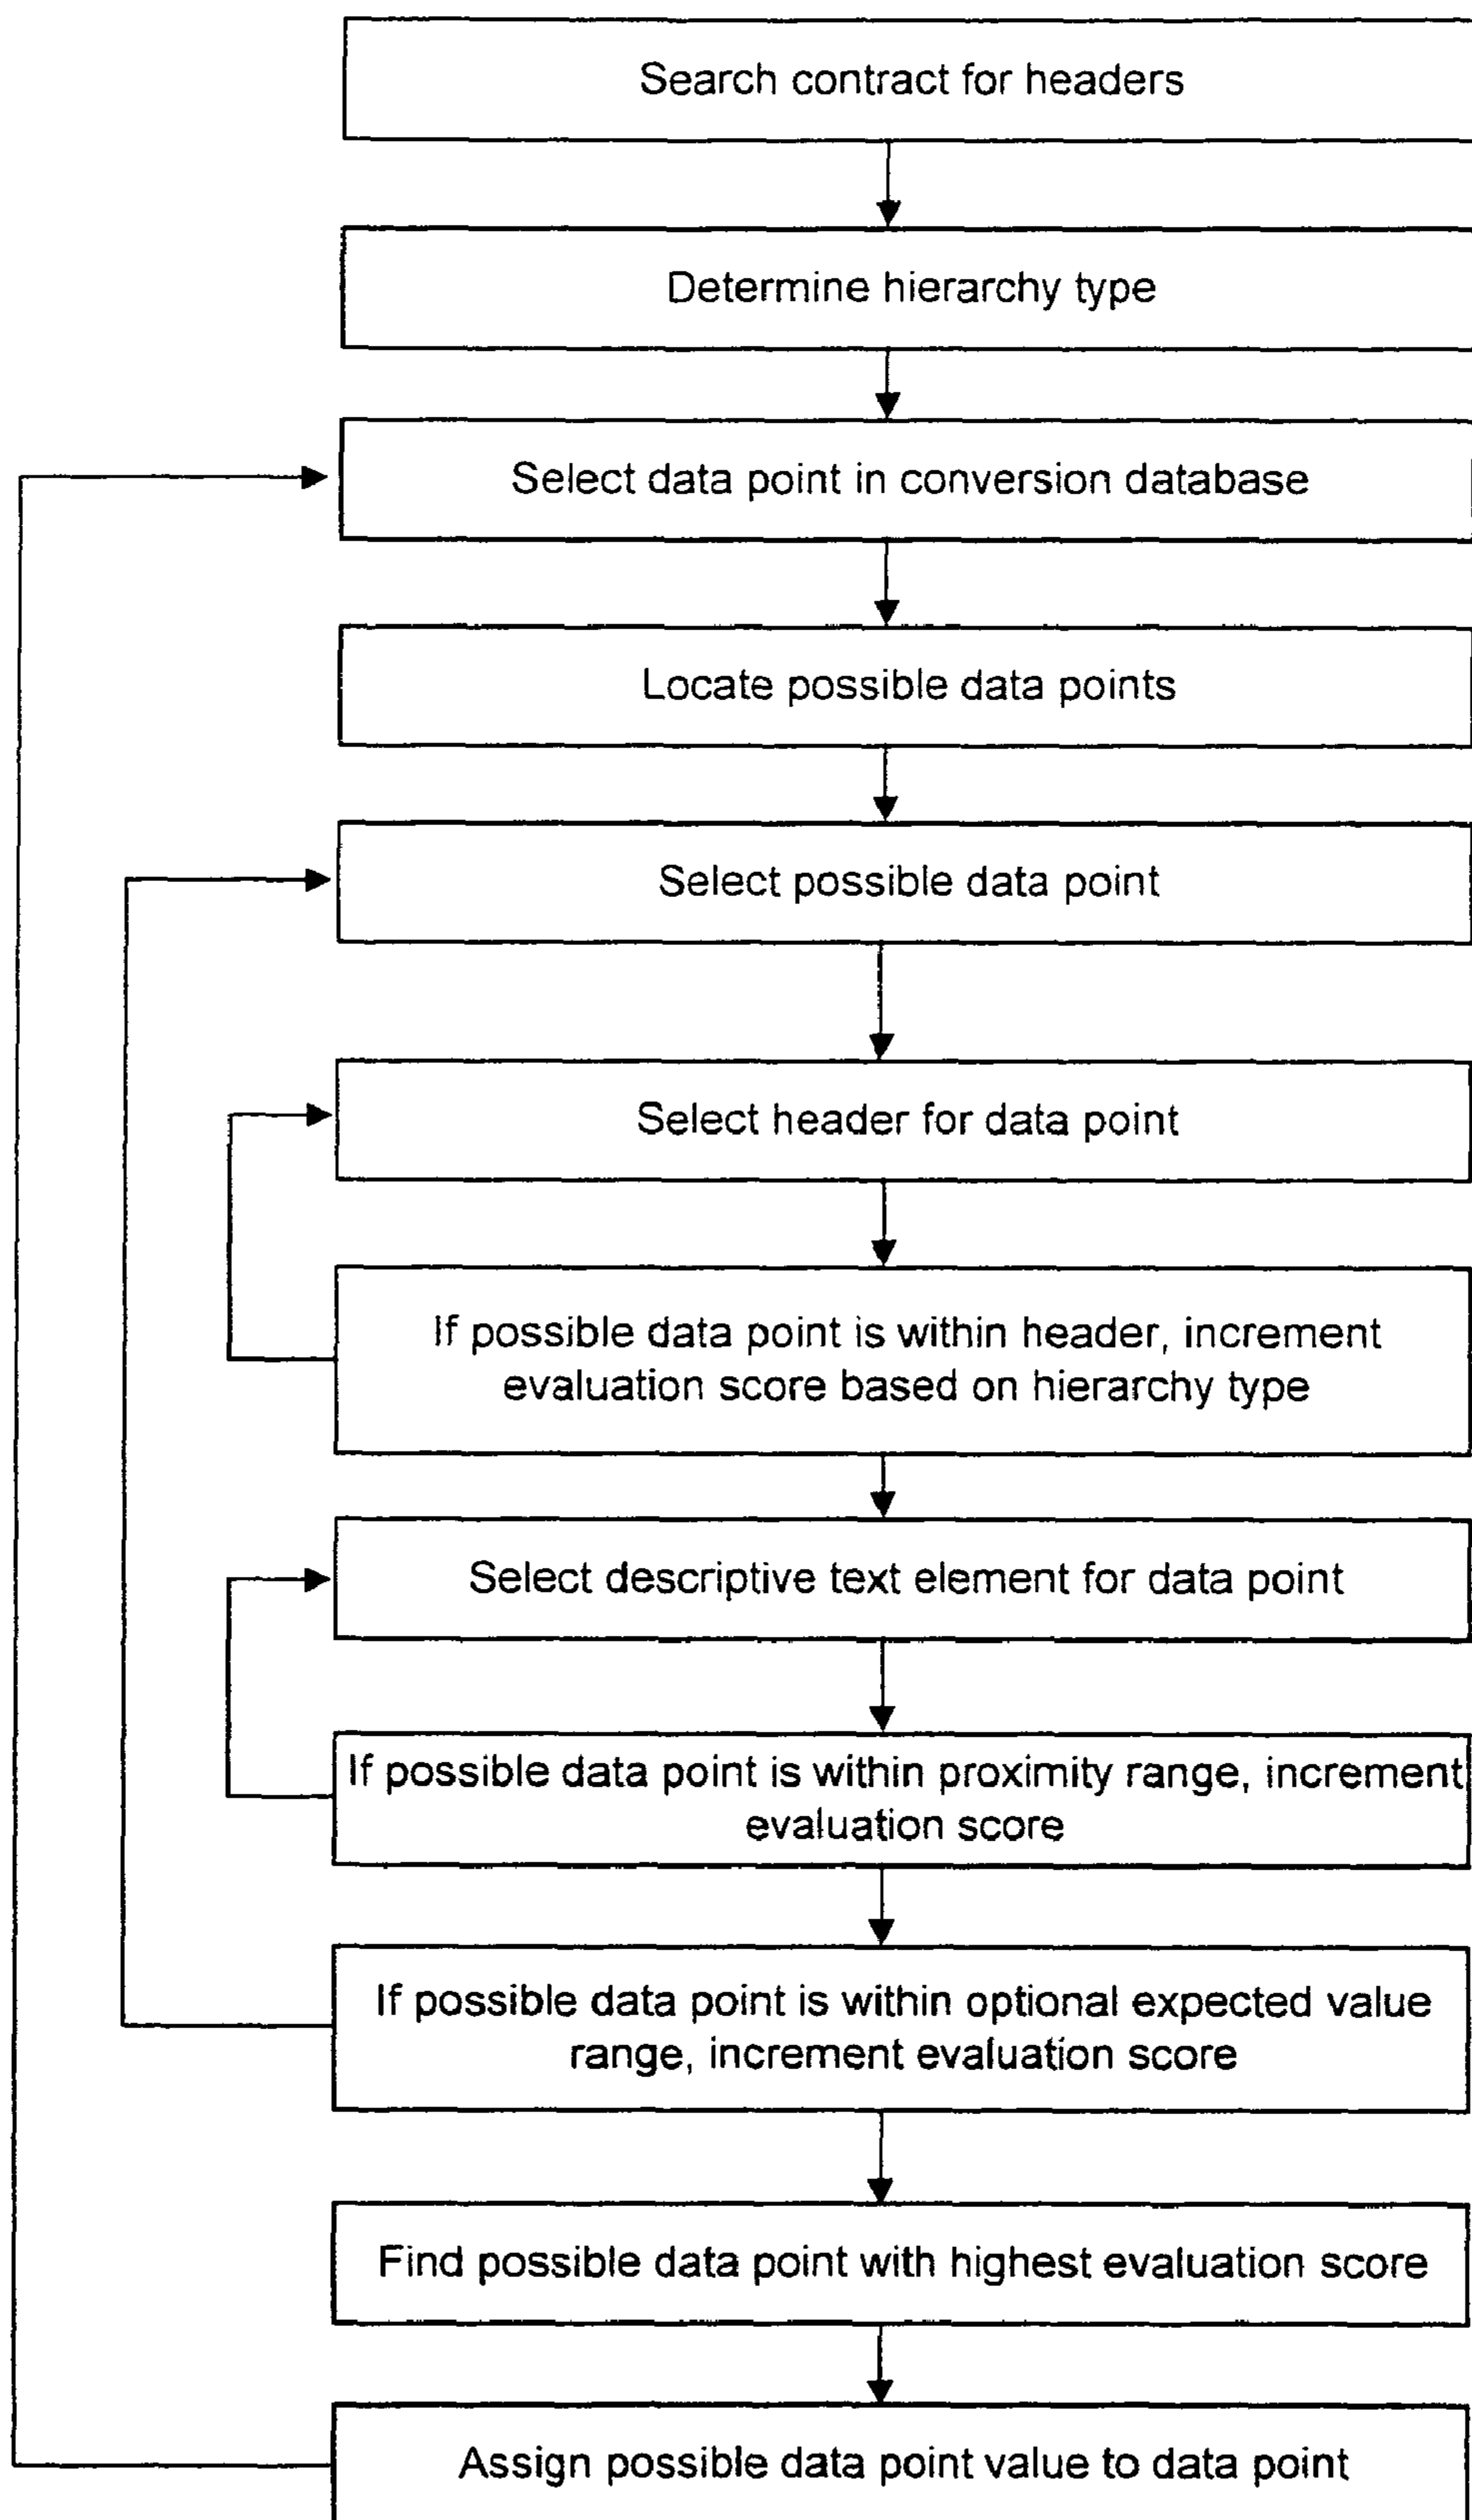 Search contract for headers
Determine hierarchy type
Select data point in conversion database
Locate possible data points
Select possible data point
Select header for data point
If possible data point is within header, increment
evaluation score based on hierarchy type
Select descriptive text element for data point
If possible data point is within proximity range, increment
evaluation score
If possible data point is within optional expected value
range, increment evaluation score
Find possible data point with highest evaluation score
Assign possible data point value to data point